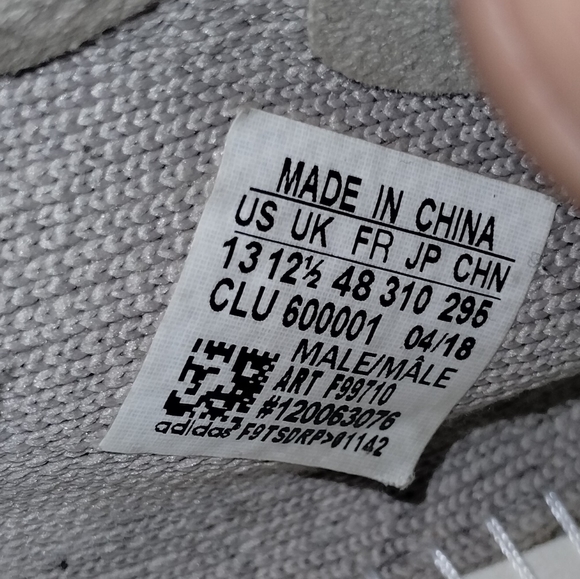 MADE IN CHINA
US UK FR JP CHN
13 12½ 48 310 295
CLU 600001 04/18
MALE/MÂLE
ART F99710
#120063076
adidas F9TSDRP>01142